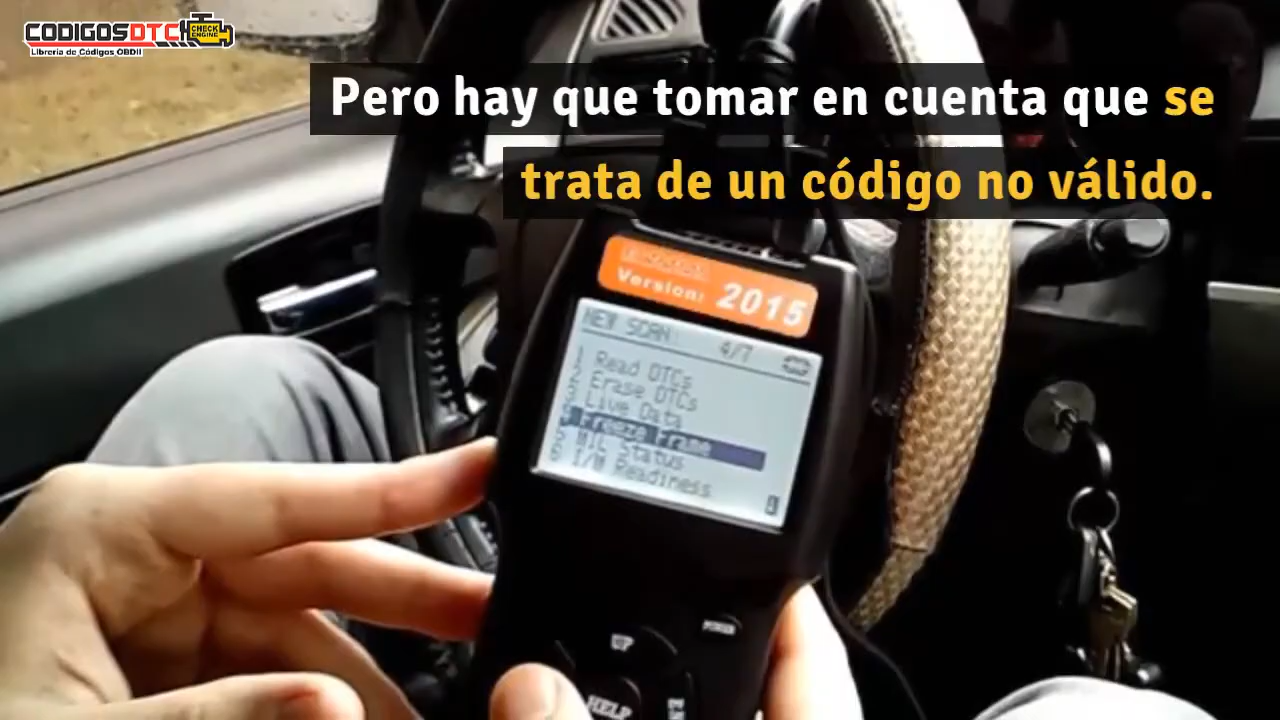 CODIGOSDTC
CHECK
ENGINE
Librería de Códigos OBDII
Pero hay que tomar en cuenta que se
trata de un código no válido.
Version: 2015
NEW SCAN 4/7
1 Read DTCs
2 Erase DTCs
3 Live Data
4 Freeze Frame
5 MIL Status
6 I/M Readiness
POWER
UP
HELP